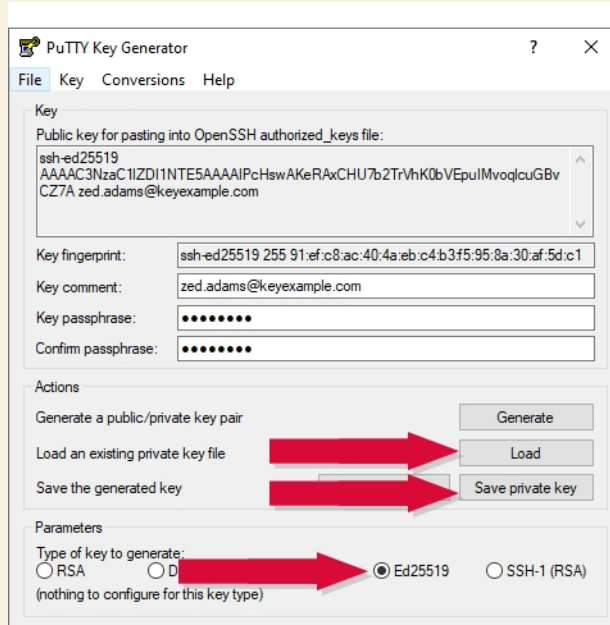 PuTTY Key Generator ? X
File Key Conversions Help
Key
Public key for pasting into OpenSSH authorized_keys file:
ssh-ed25519
AAAAC3NzaC1lZDI1NTE5AAAAIPcHswAKeRAxCHU7b2TrVhK0bVEpuIMvoqlcuGBv
CZ7A zed.adams@keyexample.com
Key fingerprint: ssh-ed25519 255 91:ef:c8:ac:40:4a:eb:c4:b3:f5:95:8a:30:af:5d:c1
Key comment: zed.adams@keyexample.com
Key passphrase: ●●●●●●●●
Confirm passphrase: ●●●●●●●●
Actions
Generate a public/private key pair Generate
Load an existing private key file Load
Save the generated key Save private key
Parameters
Type of key to generate:
RSA Ed25519 SSH-1 (RSA)
(nothing to configure for this key type)